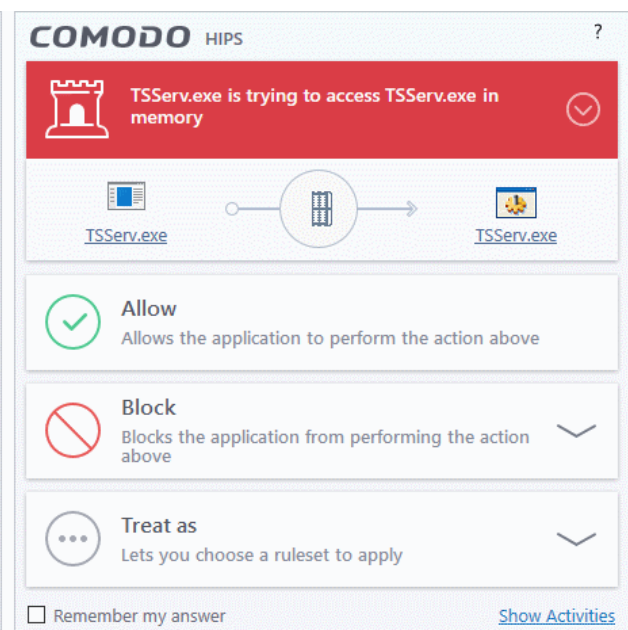 COMODO HIPS ?
TSServ.exe is trying to access TSServ.exe in
memory
TSServ.exe TSServ.exe
Allow
Allows the application to perform the action above
Block
Blocks the application from performing the action
above
Treat as
Lets you choose a ruleset to apply
Remember my answer Show Activities